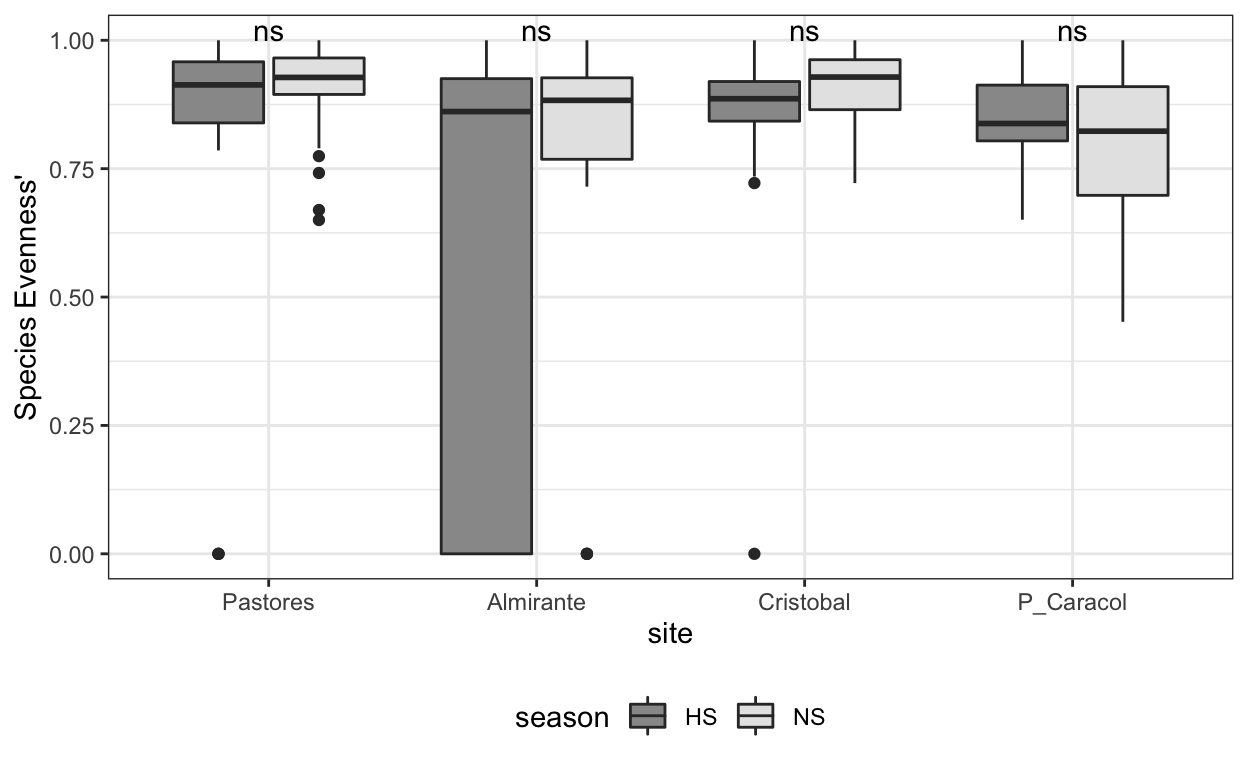 ns ns ns ns
1.00
0.75
0.50
0.25
0.00
Species Evenness'
Pastores Almirante Cristobal P_Caracol
site
season HS NS